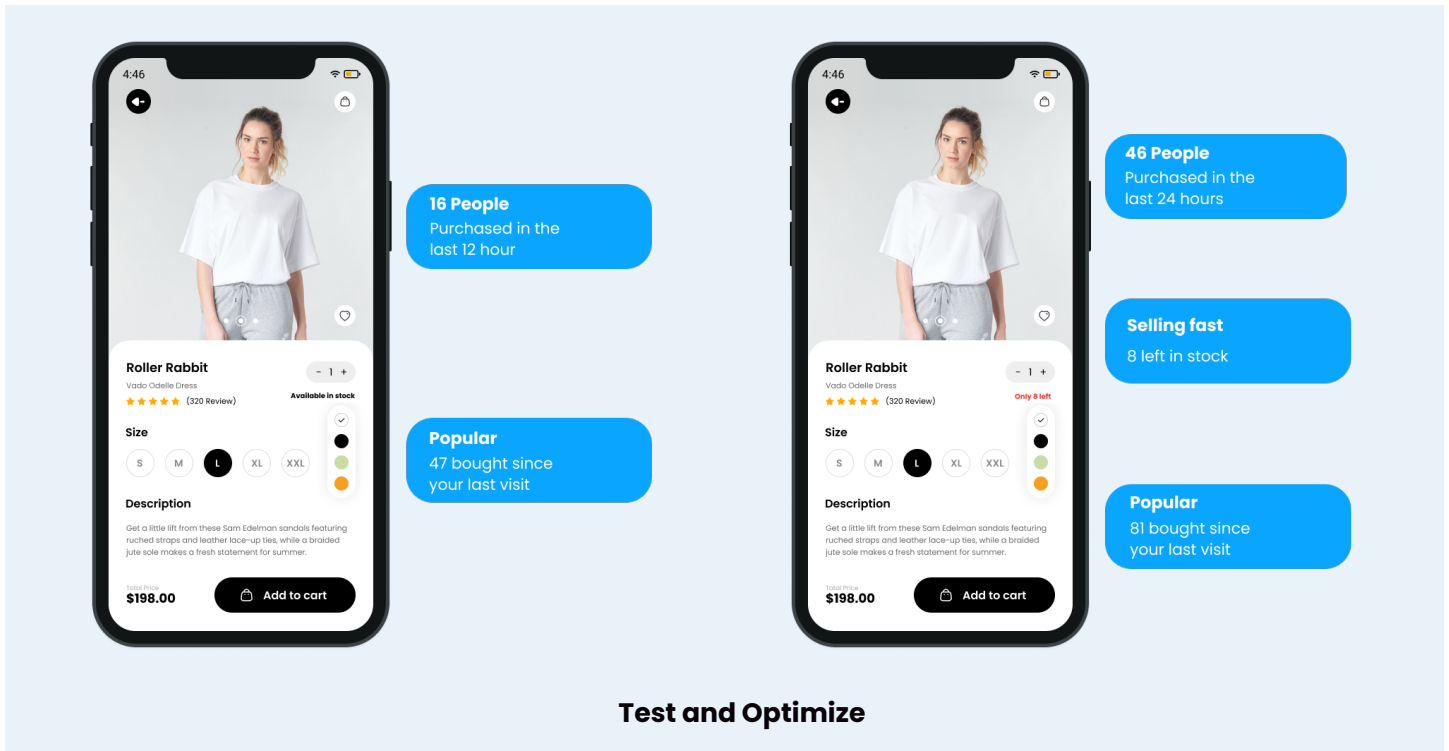 4:46
16 People
Purchased in the
last 12 hour
Roller Rabbit
- 1 +
Vado Odelle Dress
(320 Review)
Available in stock
Size
S M L XL XXL
Popular
47 bought since
your last visit
Description
Get a little lift from these Sam Edelman sandals featuring
ruched straps and leather lace-up ties, while a braided
jute sole makes a fresh statement for summer.
Total Price
$198.00
Add to cart
4:46
46 People
Purchased in the
last 24 hours
Selling fast
8 left in stock
Roller Rabbit
- 1 +
Vado Odelle Dress
(320 Review)
Only 8 left
Size
S M L XL XXL
Popular
81 bought since
your last visit
Description
Get a little lift from these Sam Edelman sandals featuring
ruched straps and leather lace-up ties, while a braided
jute sole makes a fresh statement for summer.
Total Price
$198.00
Add to cart
Test and Optimize